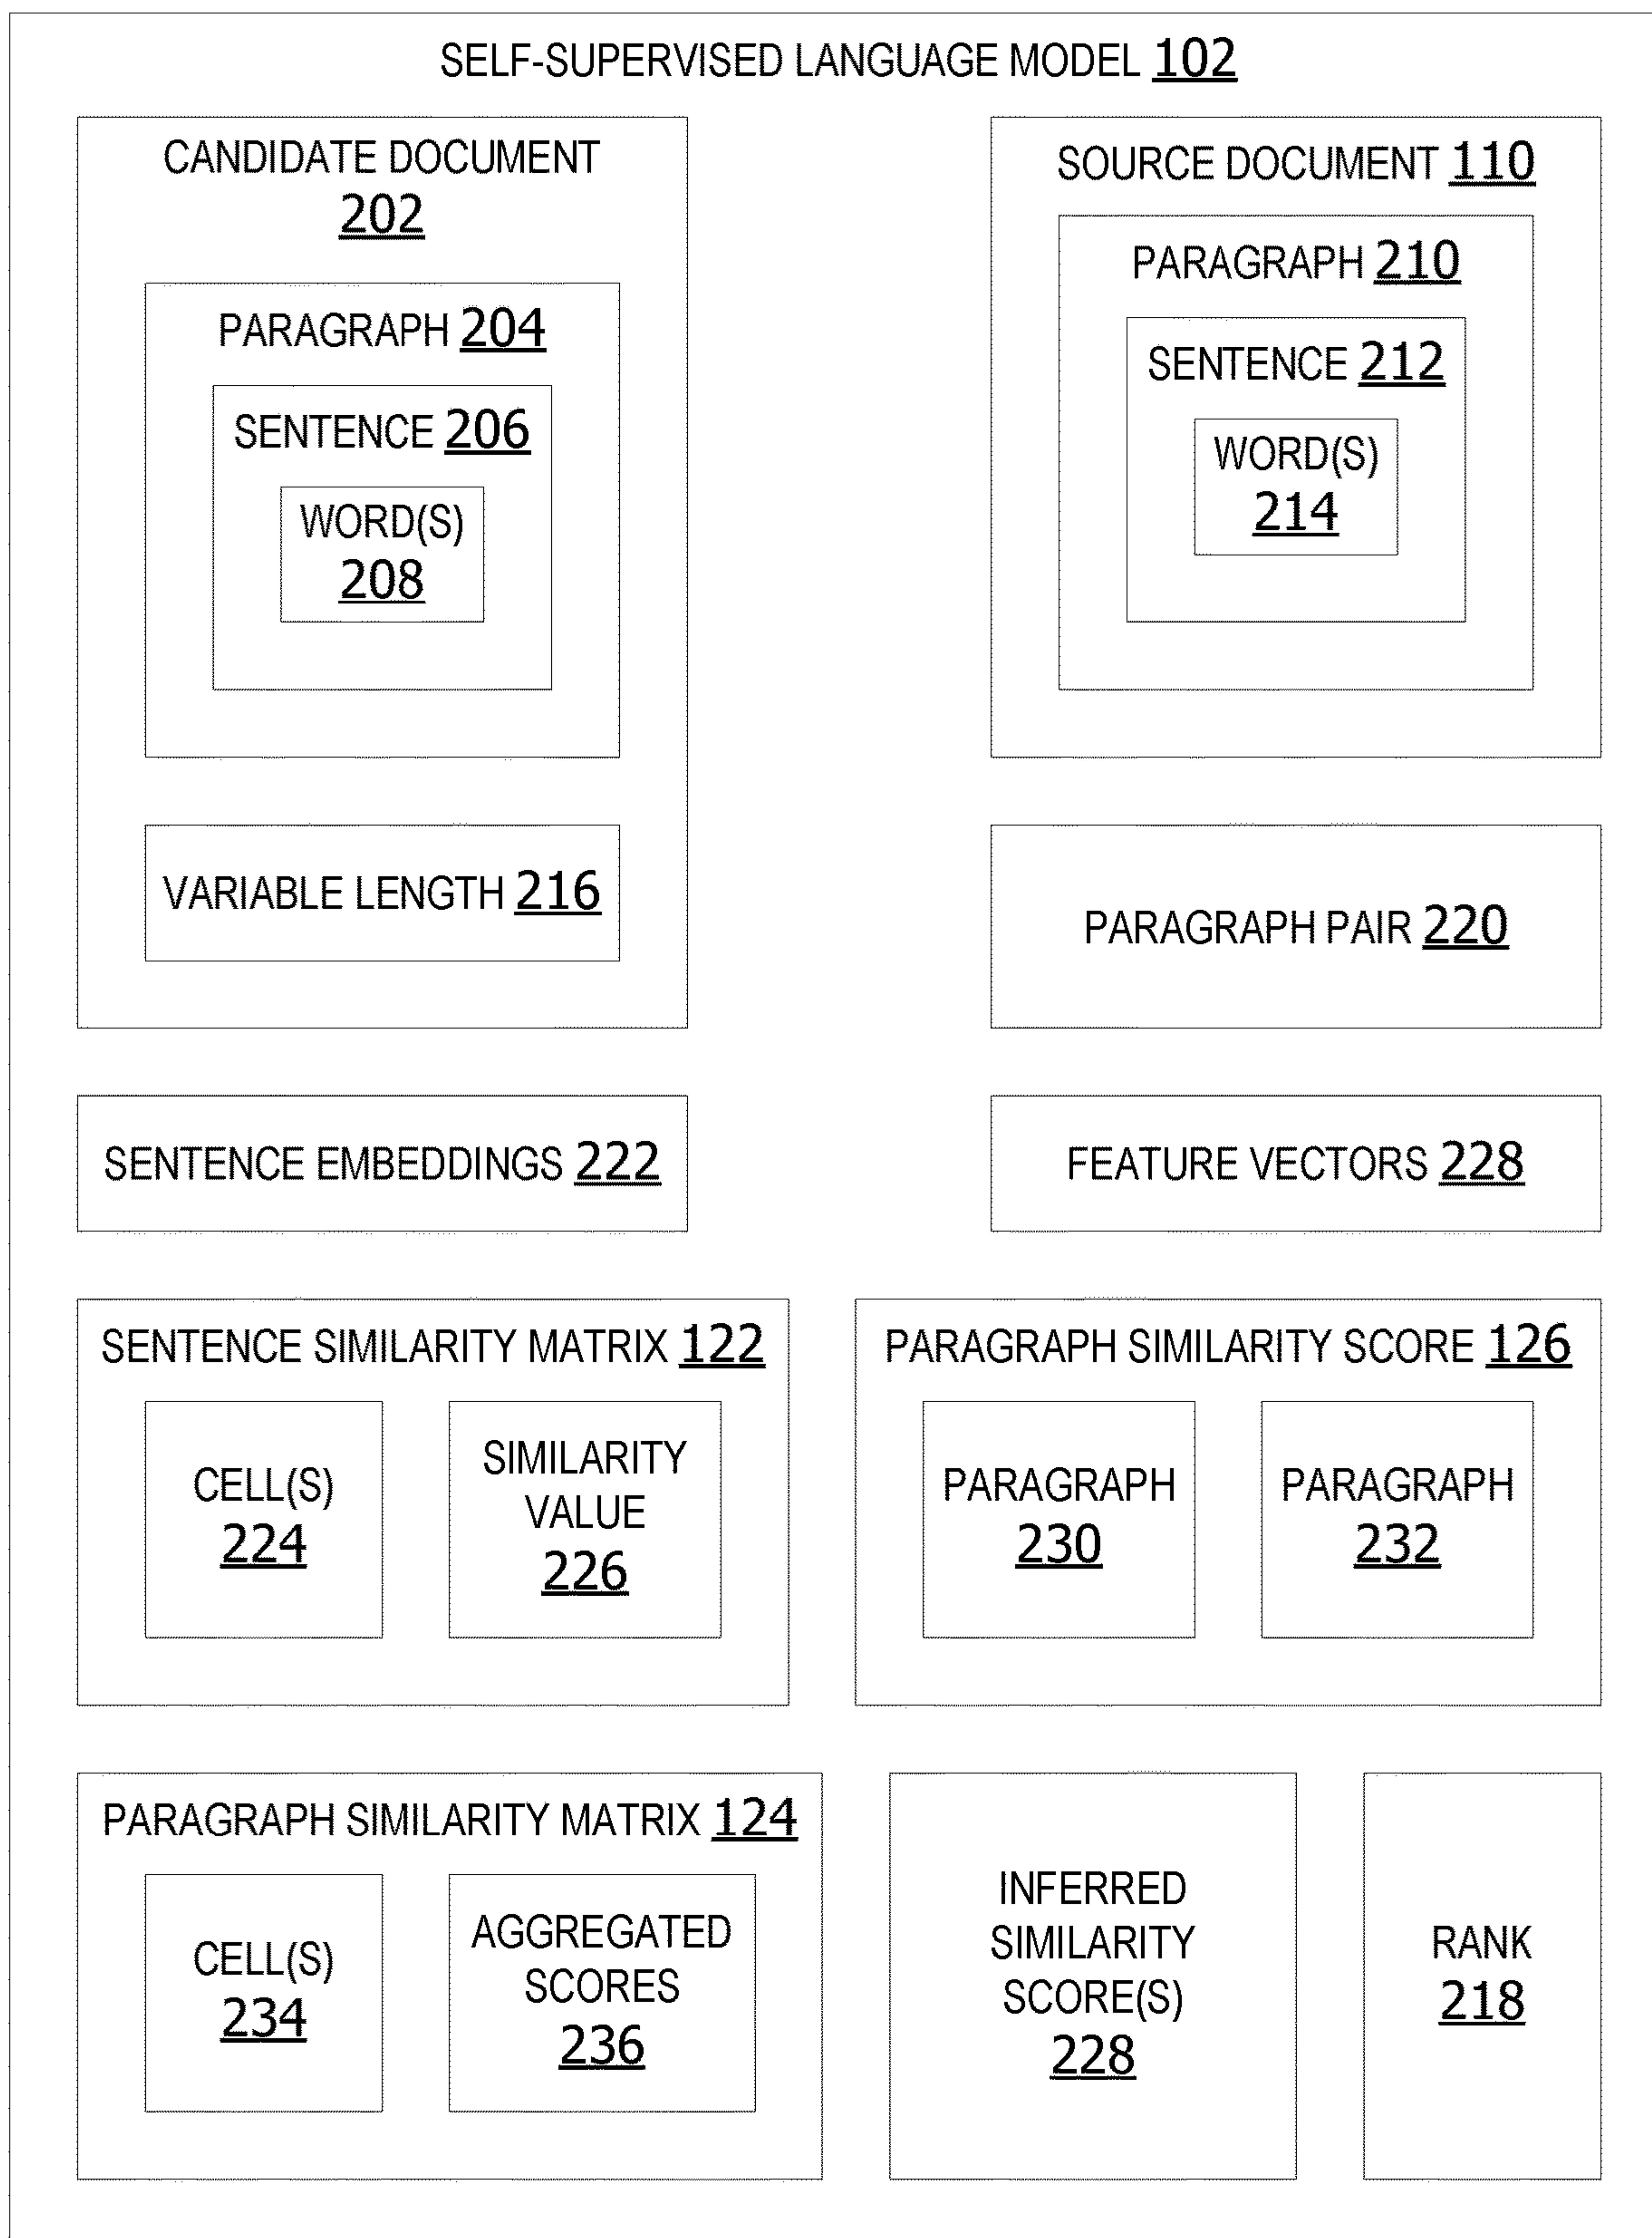 SELF-SUPERVISED LANGUAGE MODEL 102
CANDIDATE DOCUMENT
202
PARAGRAPH 204
SENTENCE 206
WORD(S)
208
VARIABLE LENGTH 216
SOURCE DOCUMENT 110
PARAGRAPH 210
SENTENCE 212
WORD(S)
214
PARAGRAPH PAIR 220
SENTENCE EMBEDDINGS 222
FEATURE VECTORS 228
SENTENCE SIMILARITY MATRIX 122
CELL(S)
224
SIMILARITY
VALUE
226
PARAGRAPH SIMILARITY SCORE 126
PARAGRAPH
230
PARAGRAPH
232
PARAGRAPH SIMILARITY MATRIX 124
CELL(S)
234
AGGREGATED
SCORES
236
INFERRED
SIMILARITY
SCORE(S)
228
RANK
218